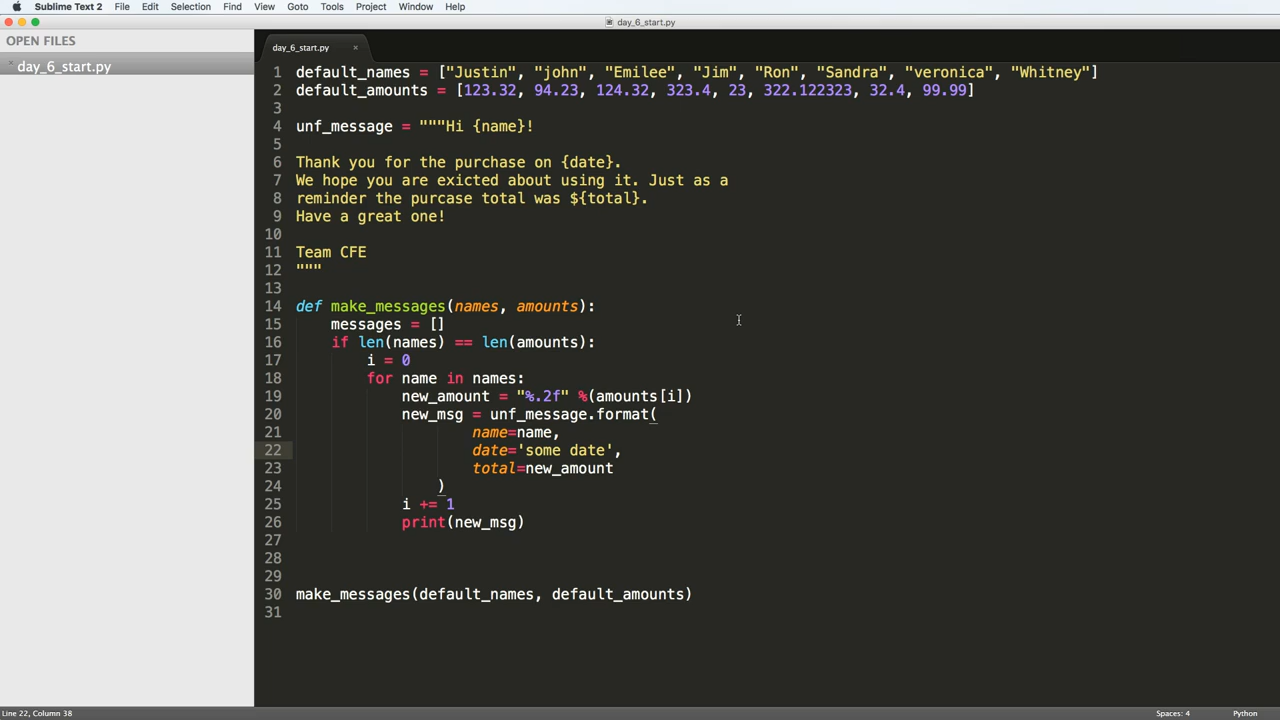 Sublime Text 2 File Edit Selection Find View Goto Tools Project Window Help
day_6_start.py
OPEN FILES
day_6_start.py
day_6_start.py ×
1 default_names = ["Justin", "john", "Emilee", "Jim", "Ron", "Sandra", "veronica", "Whitney"]
2 default_amounts = [123.32, 94.23, 124.32, 323.4, 23, 322.122323, 32.4, 99.99]
3
4 unf_message = """Hi {name}!
5
6 Thank you for the purchase on {date}.
7 We hope you are exicted about using it. Just as a
8 reminder the purcase total was ${total}.
9 Have a great one!
10
11 Team CFE
12 """
13
14 def make_messages(names, amounts):
15     messages = []
16     if len(names) == len(amounts):
17         i = 0
18         for name in names:
19             new_amount = "%.2f" %(amounts[i])
20             new_msg = unf_message.format(
21                     name=name,
22                     date='some date',
23                     total=new_amount
24                 )
25             i += 1
26             print(new_msg)
27
28
29
30 make_messages(default_names, default_amounts)
31
Line 22, Column 38 Spaces: 4 Python